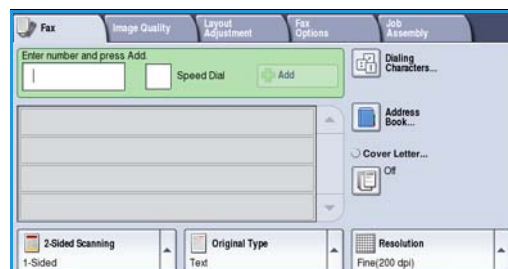 Fax
Image Quality
Layout
Adjustment
Fax
Options
Job
Assembly
Enter number and press Add.
Speed Dial
Add
Dialing
Characters...
Address
Book...
Cover Letter...
Off
2-Sided Scanning
1-Sided
Original Type
Text
Resolution
Fine(200 dpi)